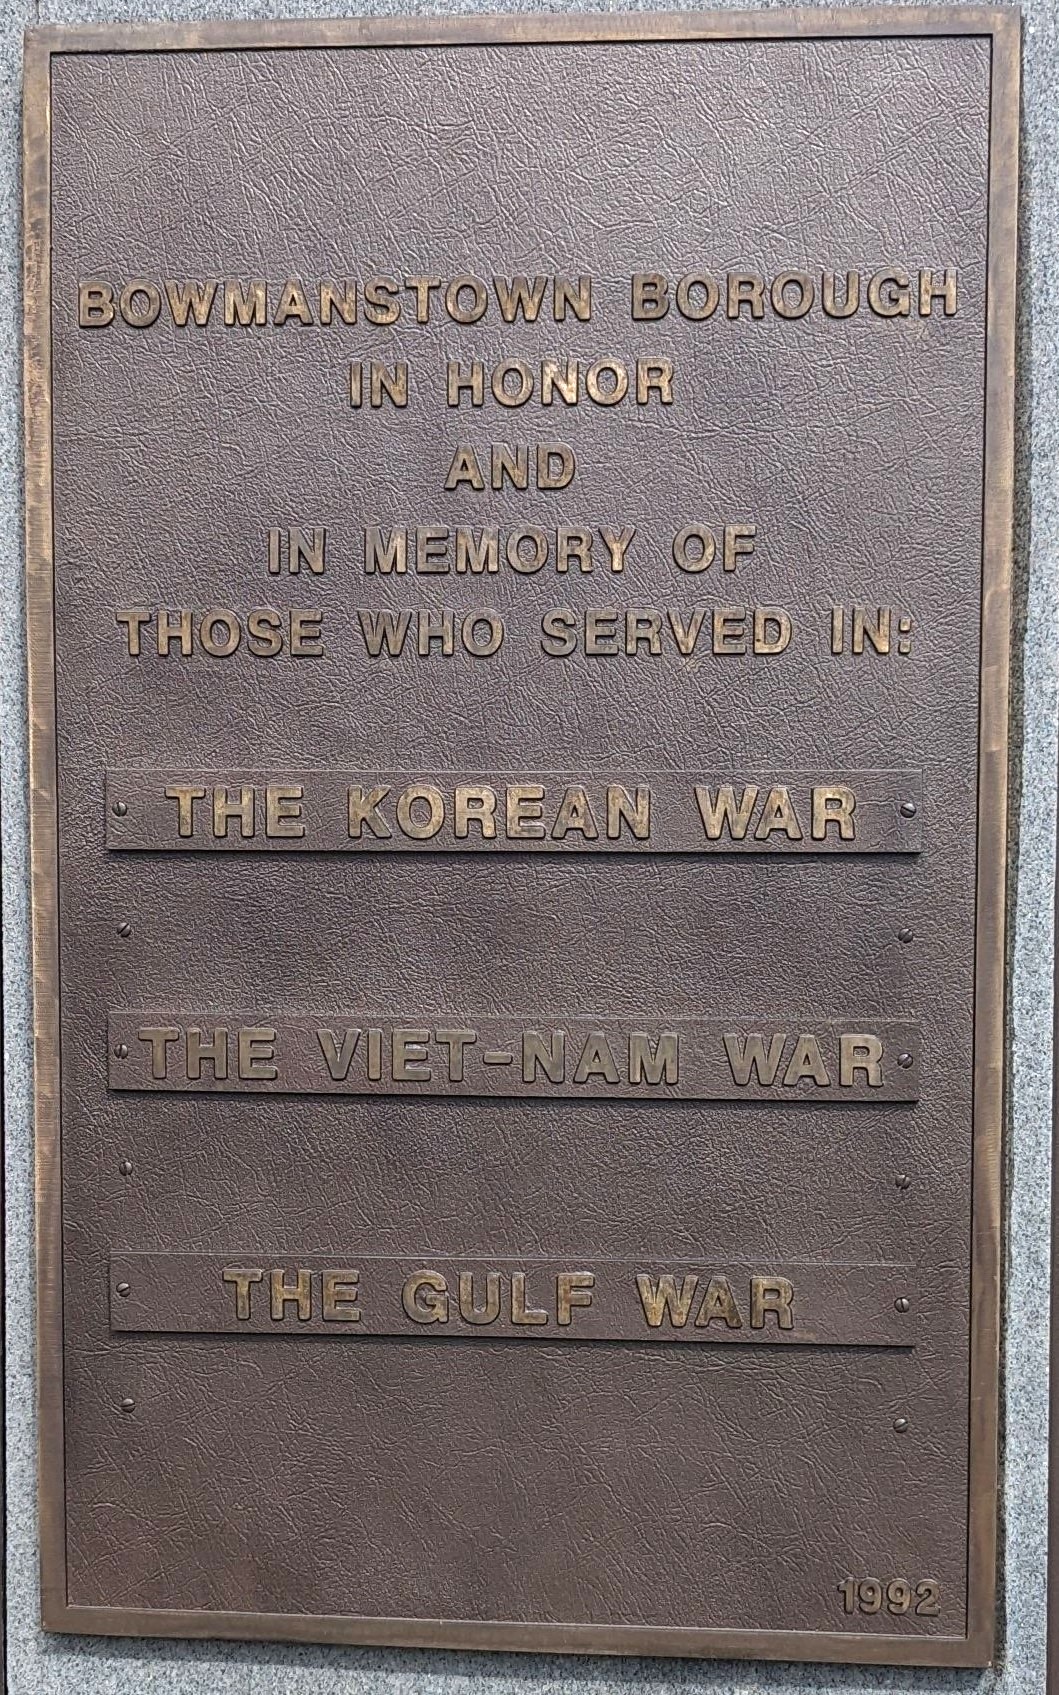 BOWMANSTOWN BOROUGH
IN HONOR
AND
IN MEMORY OF
THOSE WHO SERVED IN:
THE KOREAN WAR
THE VIET-NAM WAR
THE GULF WAR
1992